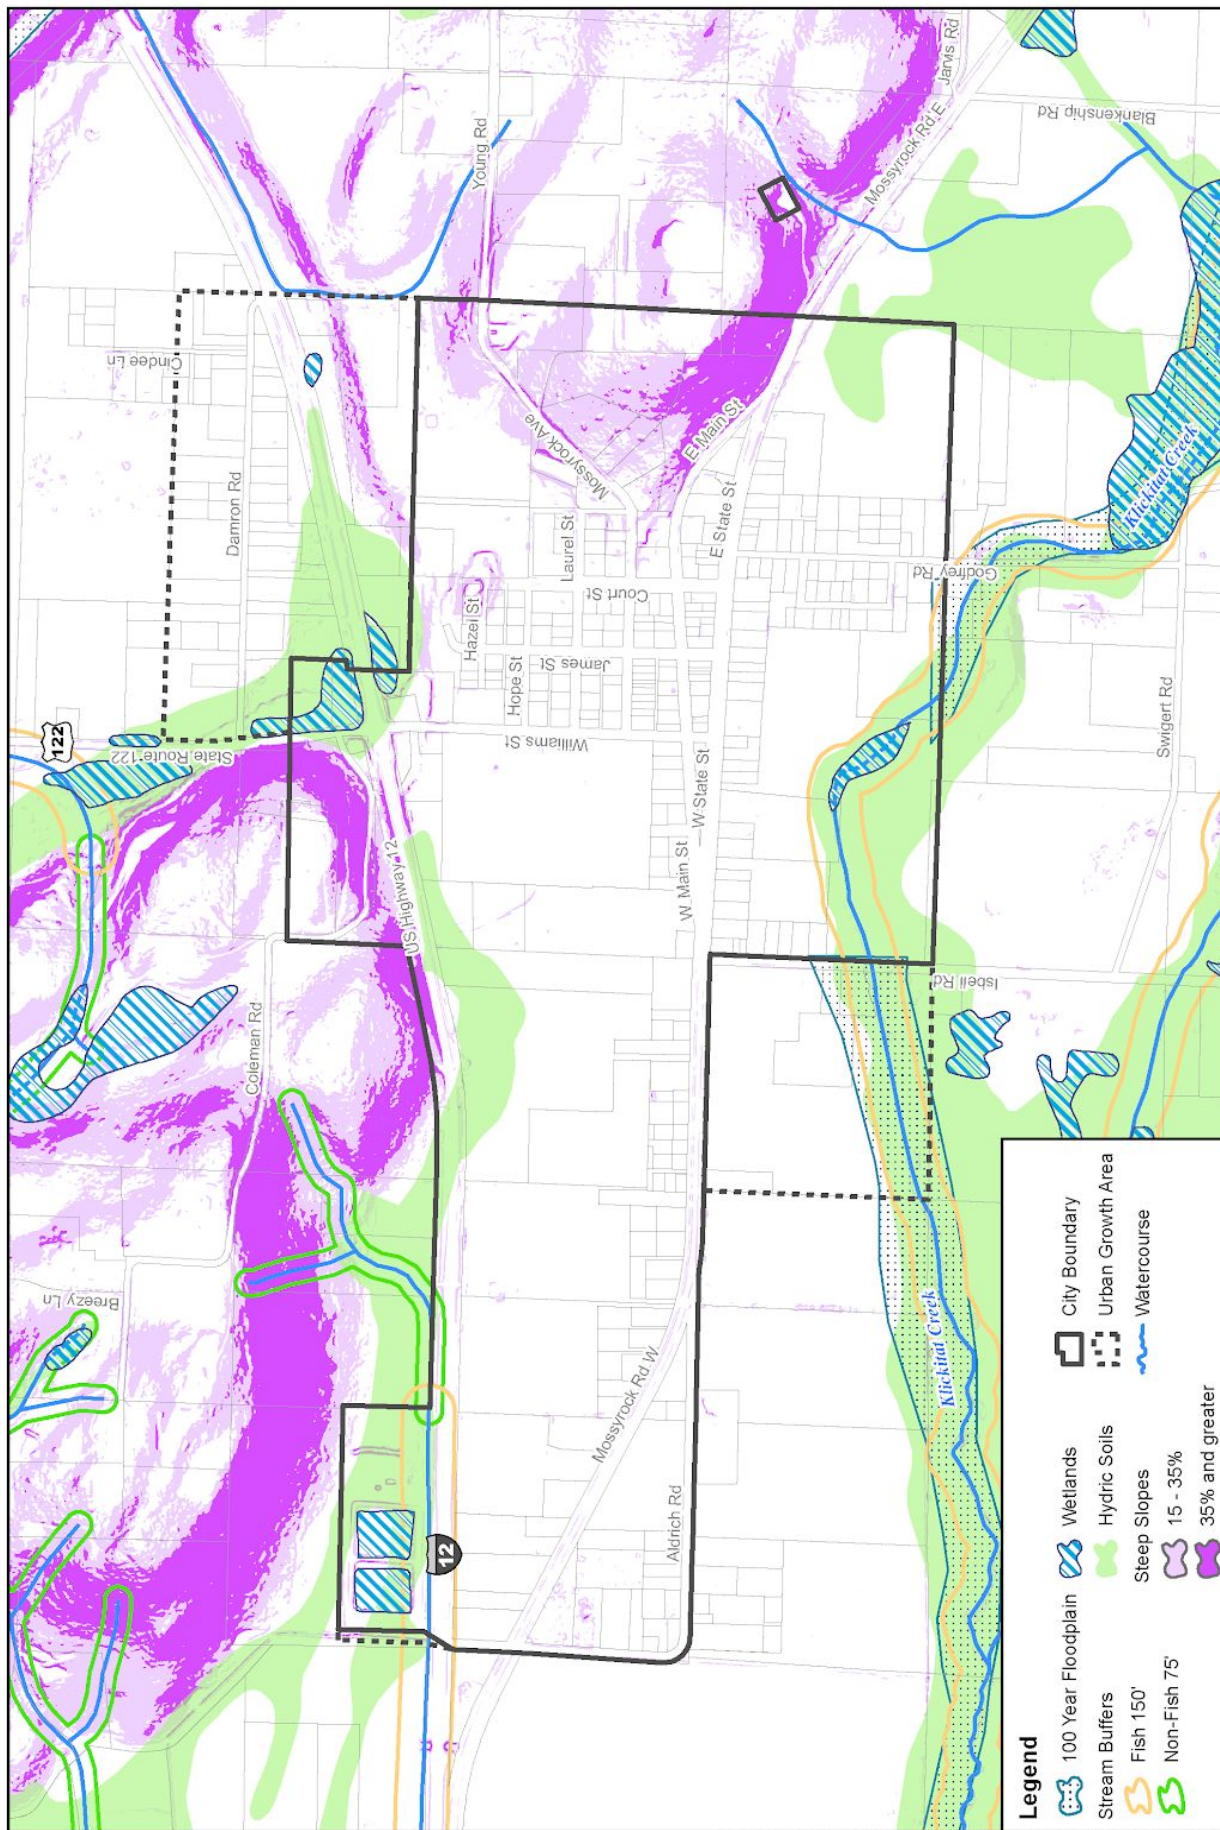 Jarvis Rd
Blankenship Rd
Mossyrock Rd E
Young Rd
Cindee Ln
Damron Rd
Mossyrock Ave
E Main St
E State St
Laurel St
Court St
Hazel St
James St
Hope St
Williams St
Godfrey Rd
Klickitat Creek
Swigert Rd
122
State Route 122
US Highway 12
W State St
W Main St
Isbell Rd
Coleman Rd
Breezy Ln
Mossyrock Rd W
Aldrich Rd
12
Klickitat Creek
Legend
100 Year Floodplain
Stream Buffers
Fish 150'
Non-Fish 75'
Wetlands
Hydric Soils
Steep Slopes
15 - 35%
35% and greater
City Boundary
Urban Growth Area
Watercourse